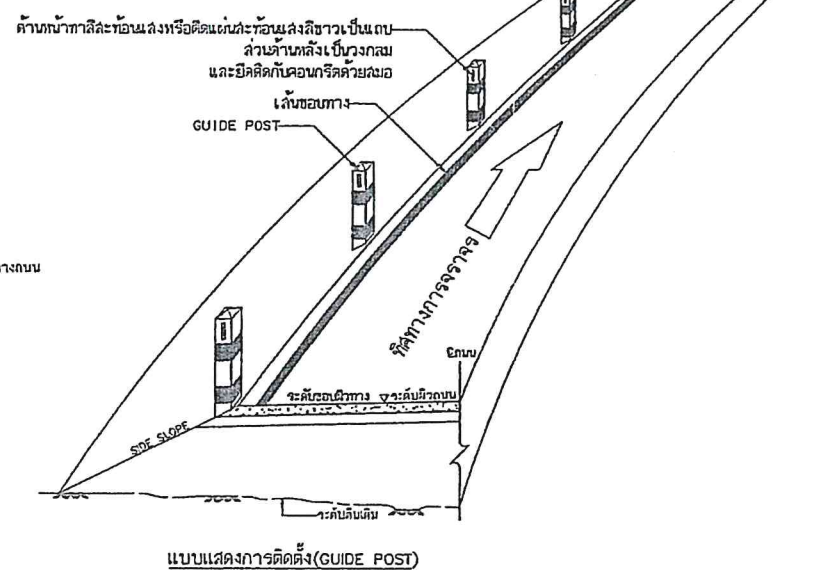 ด้านหน้าทาสีสะท้อนแสงหรือติดแผ่นสะท้อนแสงสีขาวเป็นแถบ
ส่วนด้านหลังเป็นวงกลม
และยึดติดกับคอนกรีตด้วยสมอ
เส้นขอบทาง
GUIDE POST
ทิศทางการจราจร
ถนน
ระดับขอบผิวทาง
ระดับผิวถนน
SIDE SLOPE
ระดับดินเดิม
แบบแสดงการติดตั้ง(GUIDE POST)